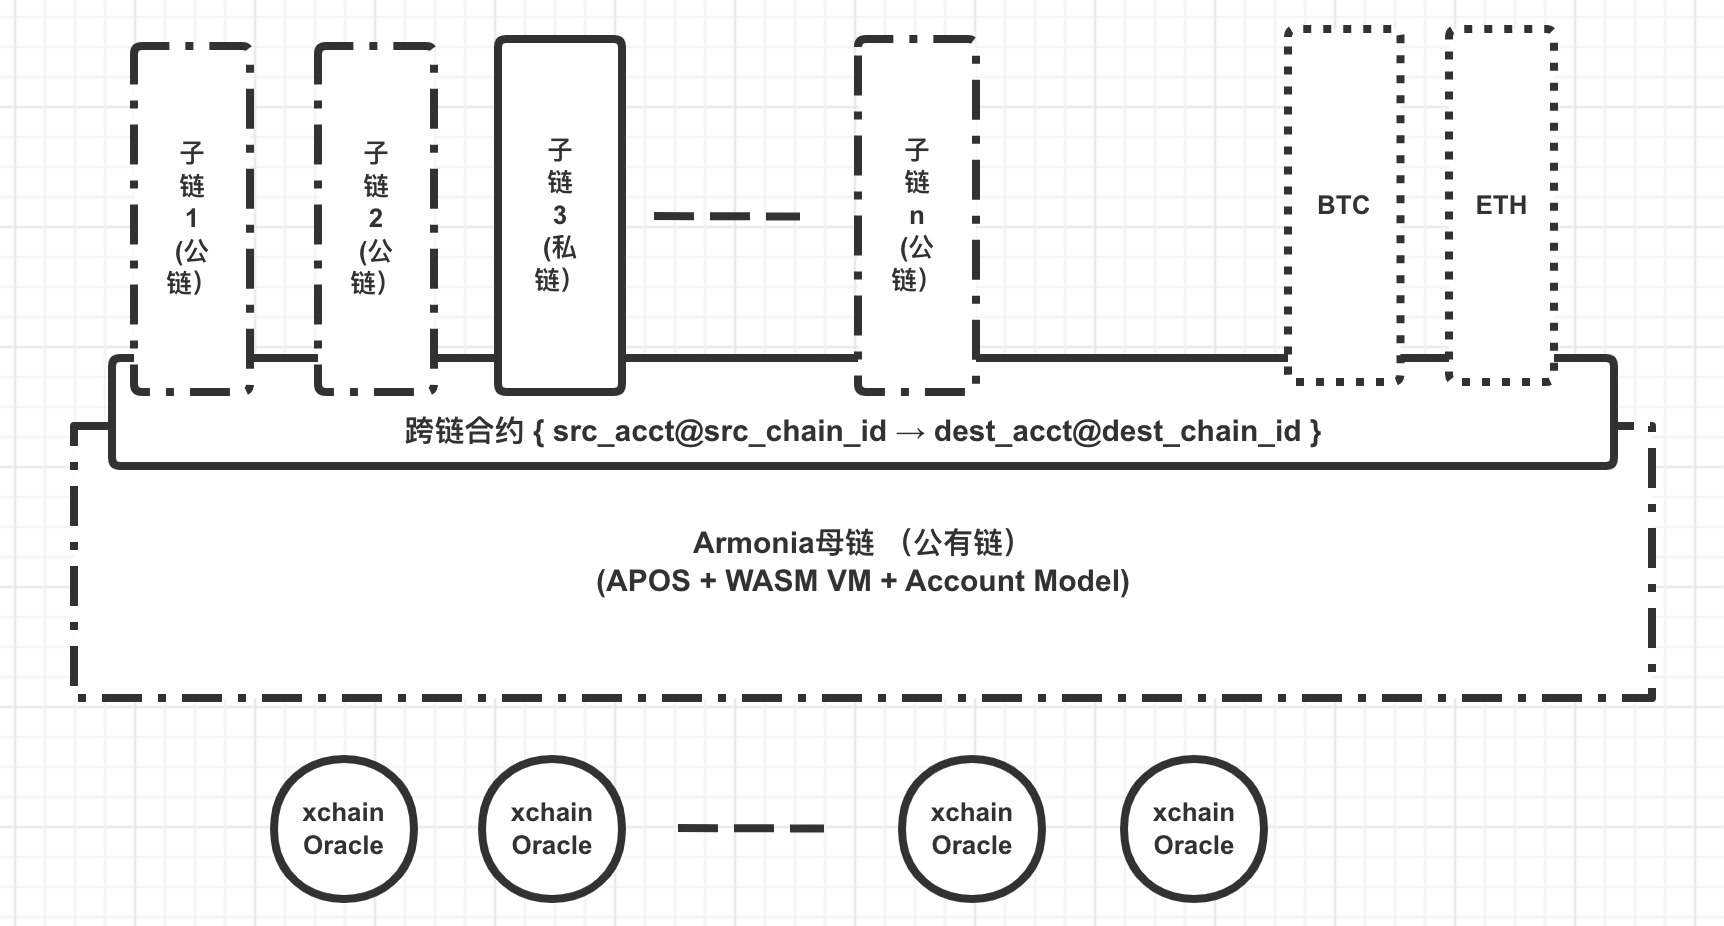 子
链
1
(公
链)
子
链
2
(公
链)
子
链
3
(私
链)
子
链
n
(公
链)
BTC
ETH
跨链合约 { src_acct@src_chain_id → dest_acct@dest_chain_id }
Armonia母链 （公有链）
(APOS + WASM VM + Account Model)
xchain
Oracle
xchain
Oracle
xchain
Oracle
xchain
Oracle